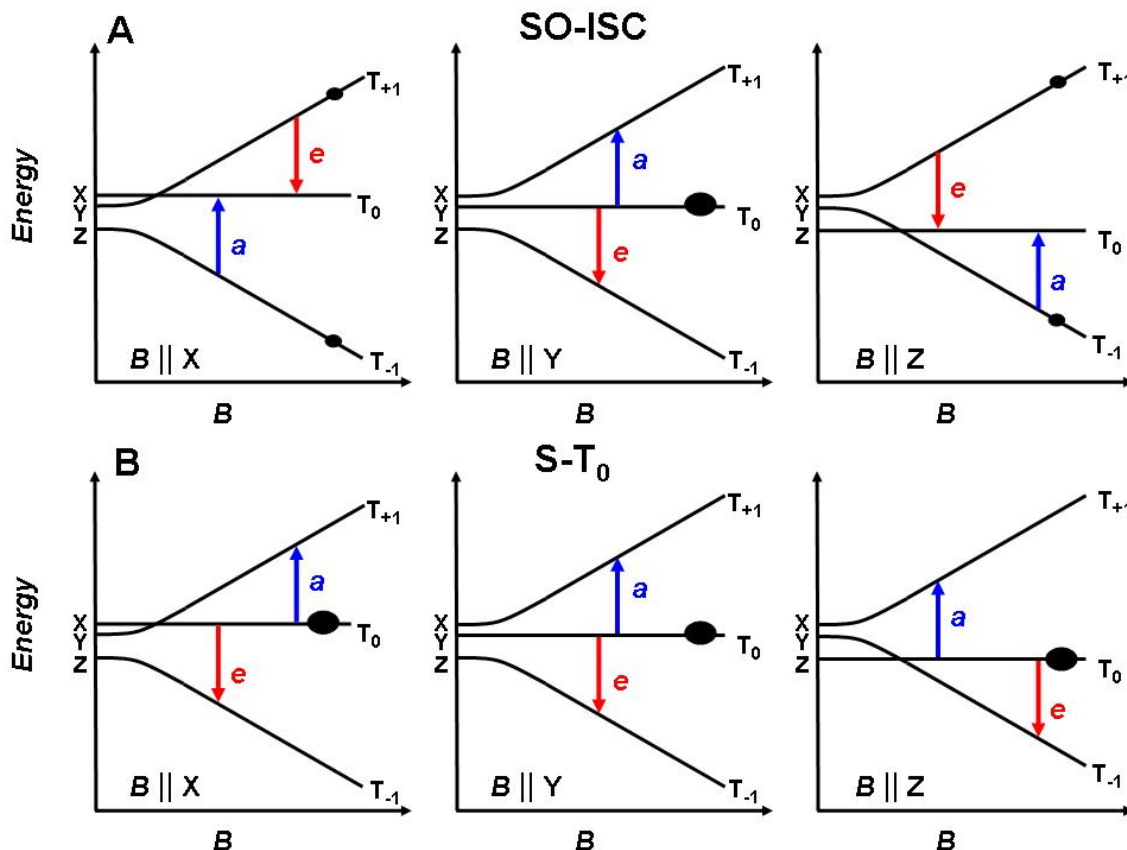 A
SO-ISC
Energy
X
Y
Z
T+1
T0
T-1
e
a
B || X
B
T+1
T0
T-1
a
e
X
Y
Z
B || Y
B
T+1
T0
T-1
e
a
X
Y
Z
B || Z
B
B
S-T0
Energy
X
Y
Z
T+1
T0
T-1
a
e
B || X
B
X
Y
Z
T+1
T0
T-1
a
e
B || Y
B
X
Y
Z
T+1
T0
T-1
a
e
B || Z
B